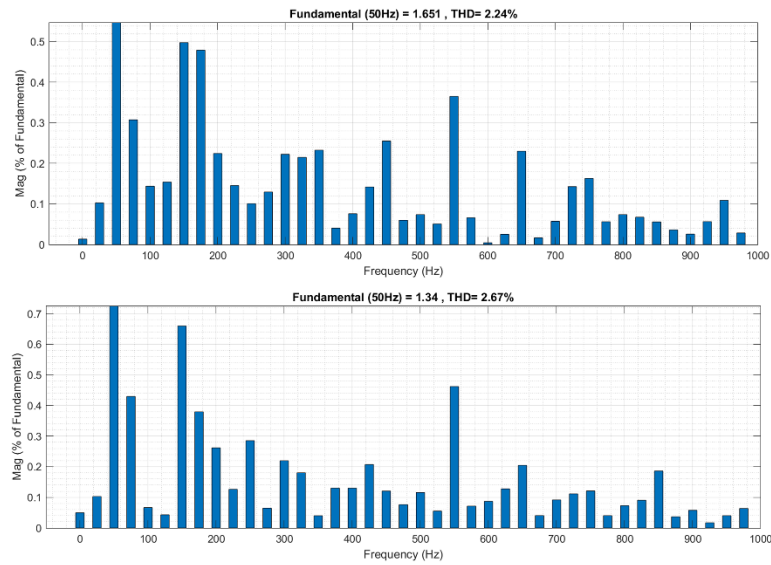 Fundamental (50Hz) = 1.651 , THD= 2.24%
0.5
0.4
0.3
0.2
0.1
0
Mag (% of Fundamental)
0 100 200 300 400 500 600 700 800 900 1000
Frequency (Hz)
Fundamental (50Hz) = 1.34 , THD= 2.67%
0.7
0.6
0.5
0.4
0.3
0.2
0.1
0
Mag (% of Fundamental)
0 100 200 300 400 500 600 700 800 900 1000
Frequency (Hz)